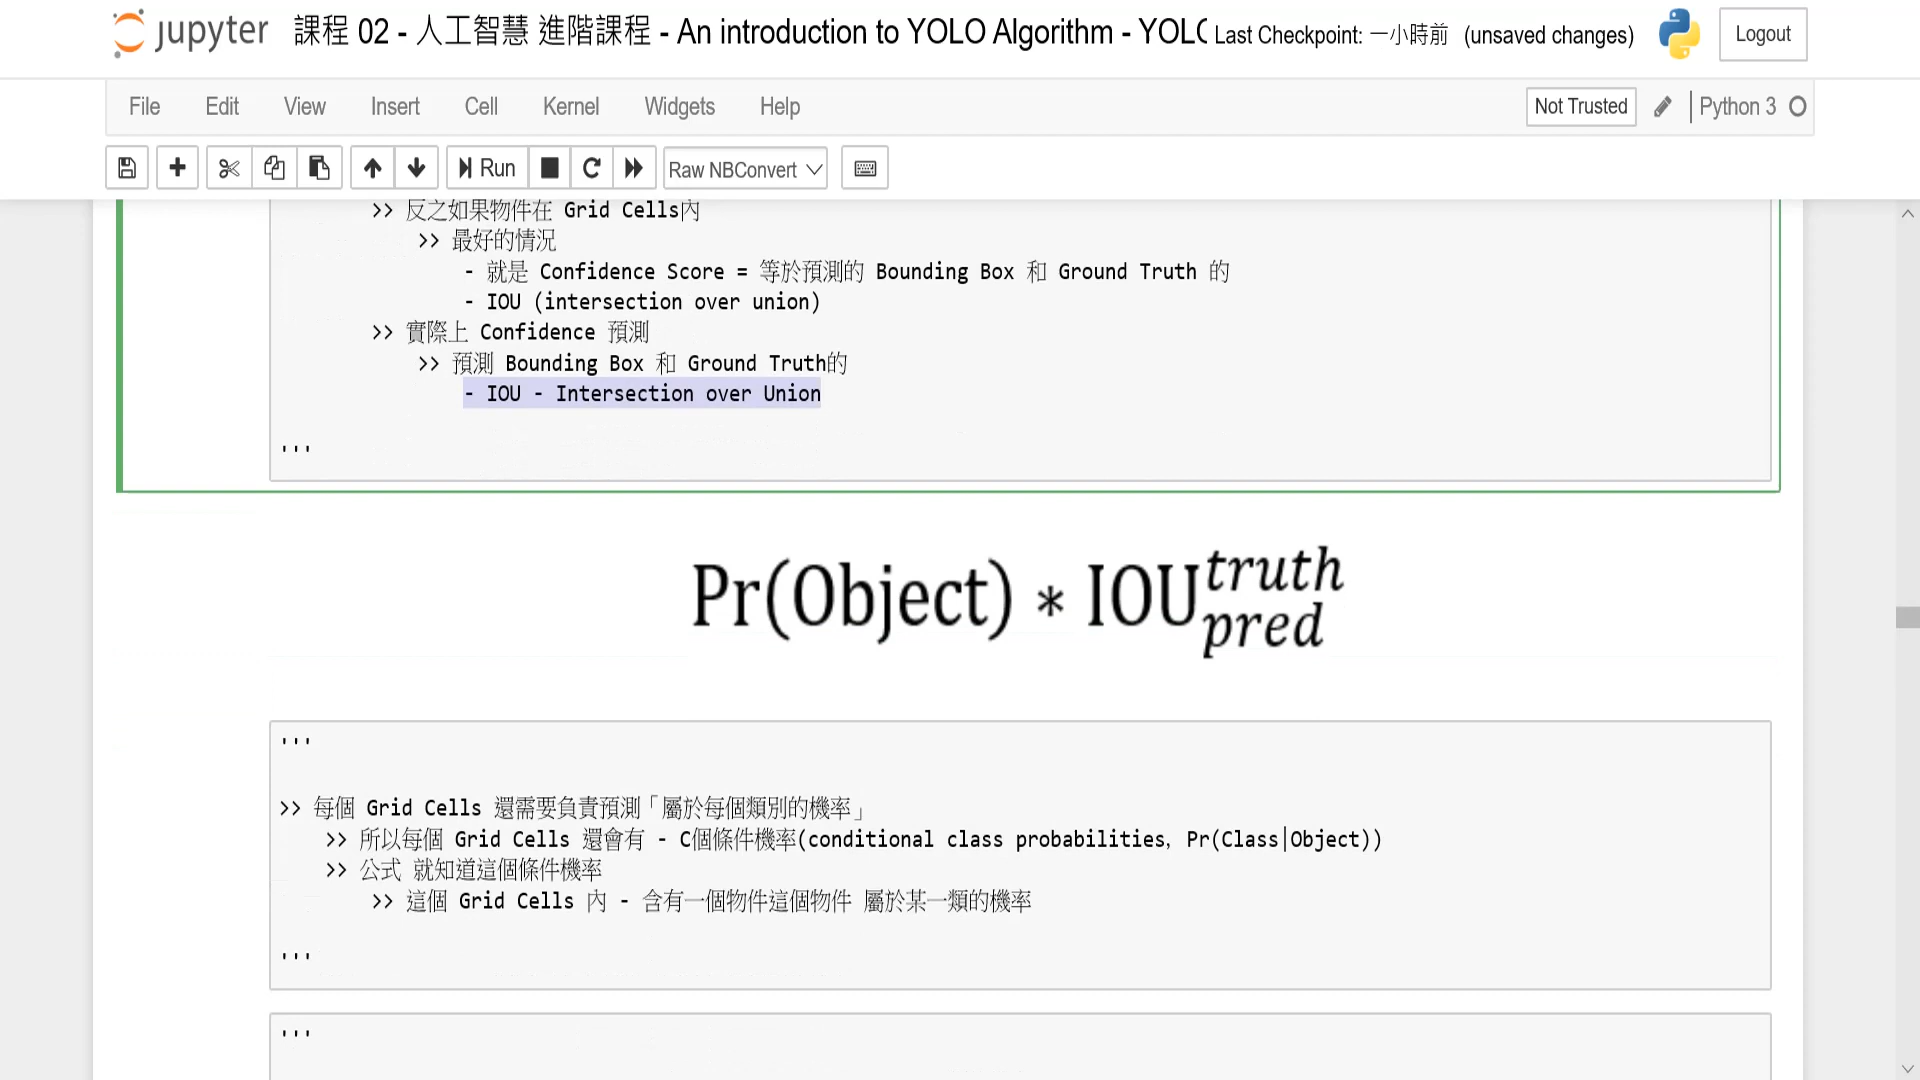 jupyter 課程 02 - 人工智慧 進階課程 - An introduction to YOLO Algorithm - YOLO Last Checkpoint: 一小時前 (unsaved changes) Logout
File Edit View Insert Cell Kernel Widgets Help Not Trusted Python 3
Run Raw NBConvert
>> 反之如果物件在 Grid Cells內
>> 最好的情況
- 就是 Confidence Score = 等於預測的 Bounding Box 和 Ground Truth 的
- IOU (intersection over union)
>> 實際上 Confidence 預測
>> 預測 Bounding Box 和 Ground Truth的
- IOU - Intersection over Union
'''
Pr(Object) * IOU truth pred
'''
>> 每個 Grid Cells 還需要負責預測「屬於每個類別的機率」
>> 所以每個 Grid Cells 還會有 - C個條件機率(conditional class probabilities, Pr(Class|Object))
>> 公式 就知道這個條件機率
>> 這個 Grid Cells 內 - 含有一個物件這個物件 屬於某一類的機率
'''
'''